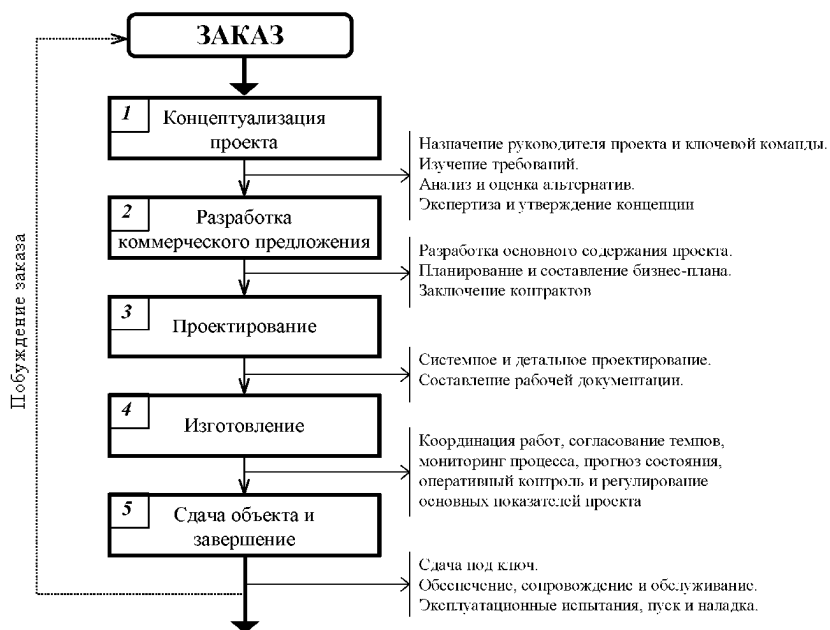 ЗАКАЗ
1
Концептуализация
проекта
Назначение руководителя проекта и ключевой команды.
Изучение требований.
Анализ и оценка альтернатив.
Экспертиза и утверждение концепции
2
Разработка
коммерческого предложения
Разработка основного содержания проекта.
Планирование и составление бизнес-плана.
Заключение контрактов
3
Проектирование
Системное и детальное проектирование.
Составление рабочей документации.
4
Изготовление
Координация работ, согласование темпов,
мониторинг процесса, прогноз состояния,
оперативный контроль и регулирование
основных показателей проекта
5
Сдача объекта и
завершение
Сдача под ключ.
Обеспечение, сопровождение и обслуживание.
Эксплуатационные испытания, пуск и наладка.
Побуждение заказа